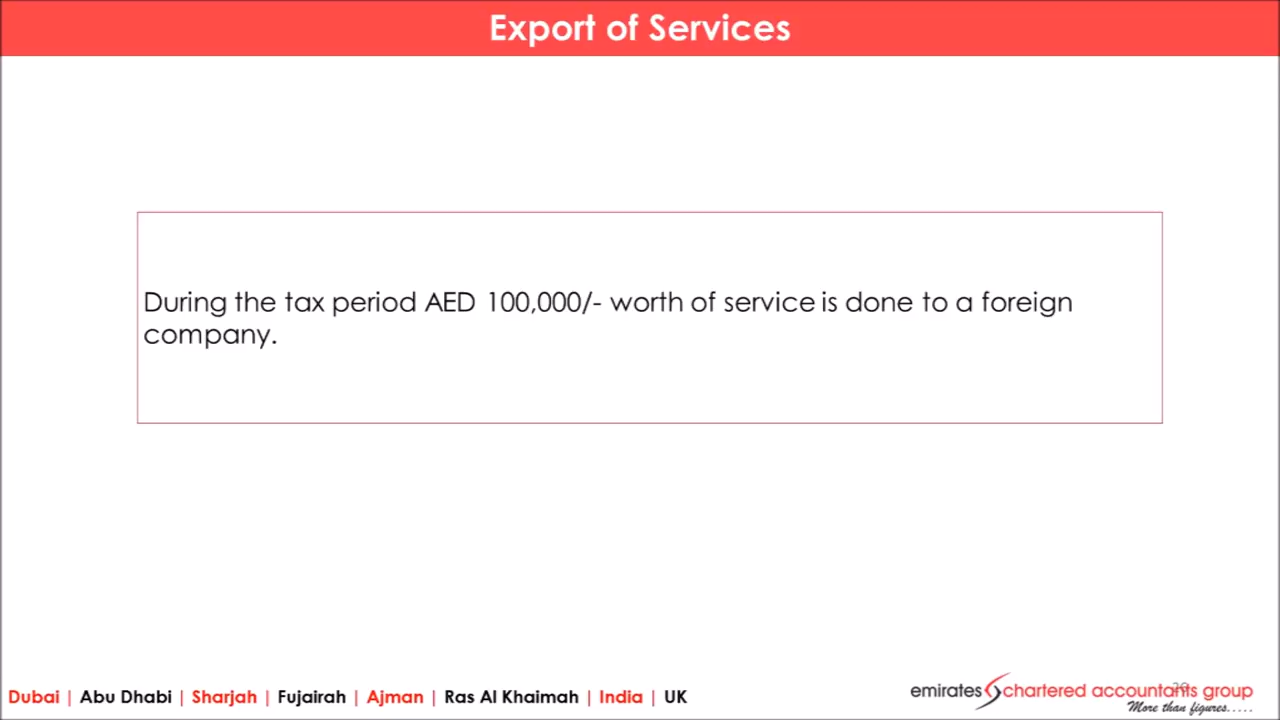 Export of Services
During the tax period AED 100,000/- worth of service is done to a foreign
company.
Dubai | Abu Dhabi | Sharjah | Fujairah | Ajman | Ras Al Khaimah | India | UK
emirates chartered accountants group
More than figures.....